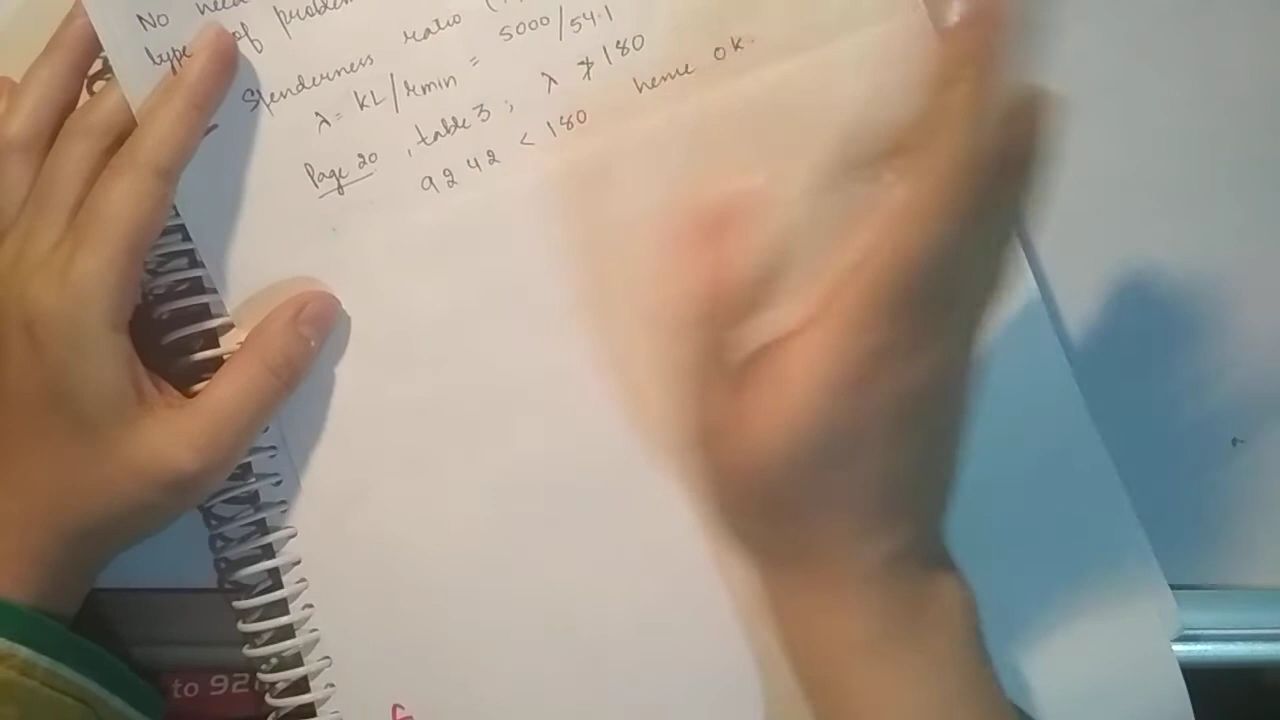 No need
type of problem
Slenderness ratio (
λ = KL/rmin = 5000/54.1
Page 20, table 3; λ ≯ 180
92 42 < 180 hence ok.
to 92